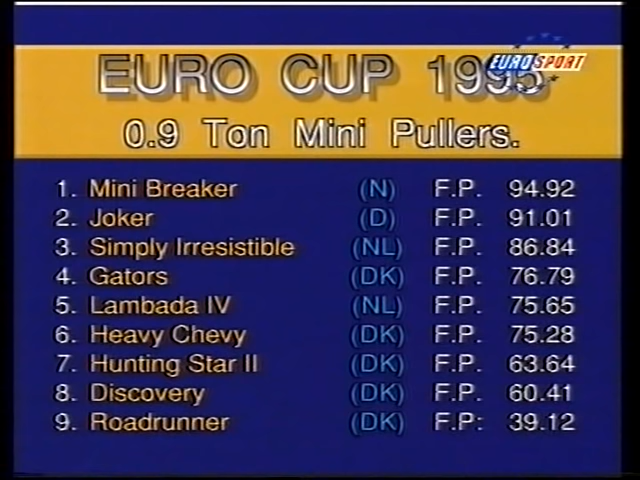 EURO CUP 1995
EUROSPORT
0.9 Ton Mini Pullers.
1. Mini Breaker (N) F.P. 94.92
2. Joker (D) F.P. 91.01
3. Simply Irresistible (NL) F.P. 86.84
4. Gators (DK) F.P. 76.79
5. Lambada IV (NL) F.P. 75.65
6. Heavy Chevy (DK) F.P. 75.28
7. Hunting Star II (DK) F.P. 63.64
8. Discovery (DK) F.P. 60.41
9. Roadrunner (DK) F.P: 39.12